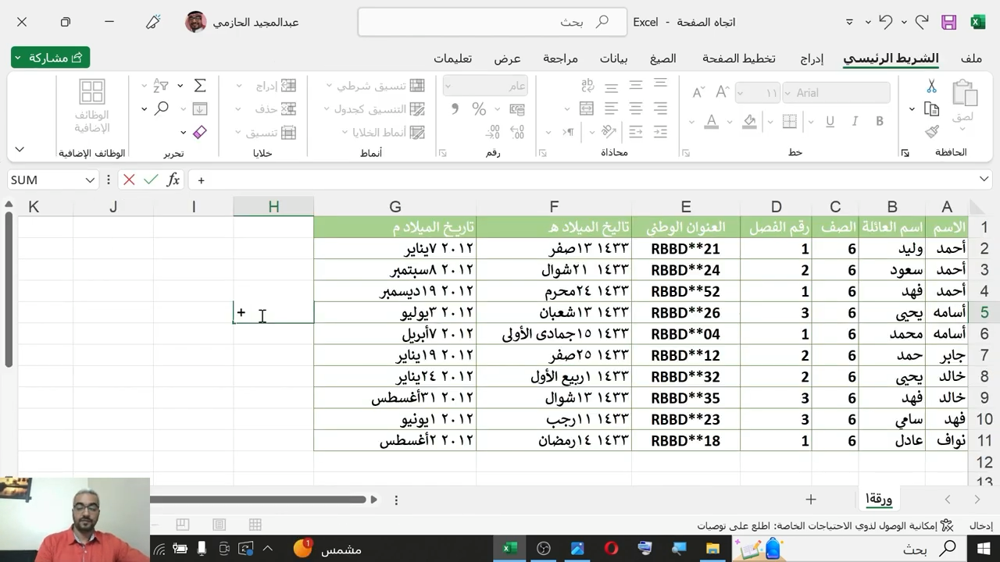 اتجاه الصفحة - Excel
بحث
عبدالمجيد الحازمي
ملف الشريط الرئيسي إدراج تخطيط الصفحة الصيغ بيانات مراجعة عرض تعليمات
مشاركة
لصق
Arial ١١
B I U
عام
تنسيق شرطي
التنسيق كجدول
أنماط الخلايا
إدراج
حذف
تنسيق
الوظائف الإضافية
الحافظة خط محاذاة رقم أنماط خلايا تحرير الوظائف الإضافية
SUM fx +
A B C D E F G H I J K
1 الاسم اسم العائلة الصف رقم الفصل العنوان الوطني تاليخ الميلاد هـ تاريخ الميلاد م
2 أحمد وليد 6 1 RBBD**21 ١٤٣٣ ١٣صفر ٢٠١٢ ٧يناير
3 أحمد سعود 6 2 RBBD**24 ١٤٣٣ ٢١شوال ٢٠١٢ ٨سبتمبر
4 أحمد فهد 6 1 RBBD**52 ١٤٣٣ ٢٤محرم ٢٠١٢ ١٩ديسمبر
5 أسامه يحيى 6 3 RBBD**26 ١٤٣٣ ١٣شعبان ٢٠١٢ ٣يوليو +
6 أسامه محمد 6 1 RBBD**04 ١٤٣٣ ١٥جمادى الأولى ٢٠١٢ ٧أبريل
7 جابر حمد 6 2 RBBD**12 ١٤٣٣ ٢٥صفر ٢٠١٢ ١٩يناير
8 خالد يحيى 6 2 RBBD**32 ١٤٣٣ ١ربيع الأول ٢٠١٢ ٢٤يناير
9 خالد فهد 6 3 RBBD**35 ١٤٣٣ ١٣شوال ٢٠١٢ ٣١أغسطس
10 فهد سامي 6 3 RBBD**23 ١٤٣٣ ١١رجب ٢٠١٢ ١يونيو
11 نواف عادل 6 1 RBBD**18 ١٤٣٣ ١٤رمضان ٢٠١٢ ٢أغسطس
12
13
ورقة١
إدخال إمكانية الوصول لذوي الاحتياجات الخاصة: اطلع على توصيات
بحث
مشمس
1